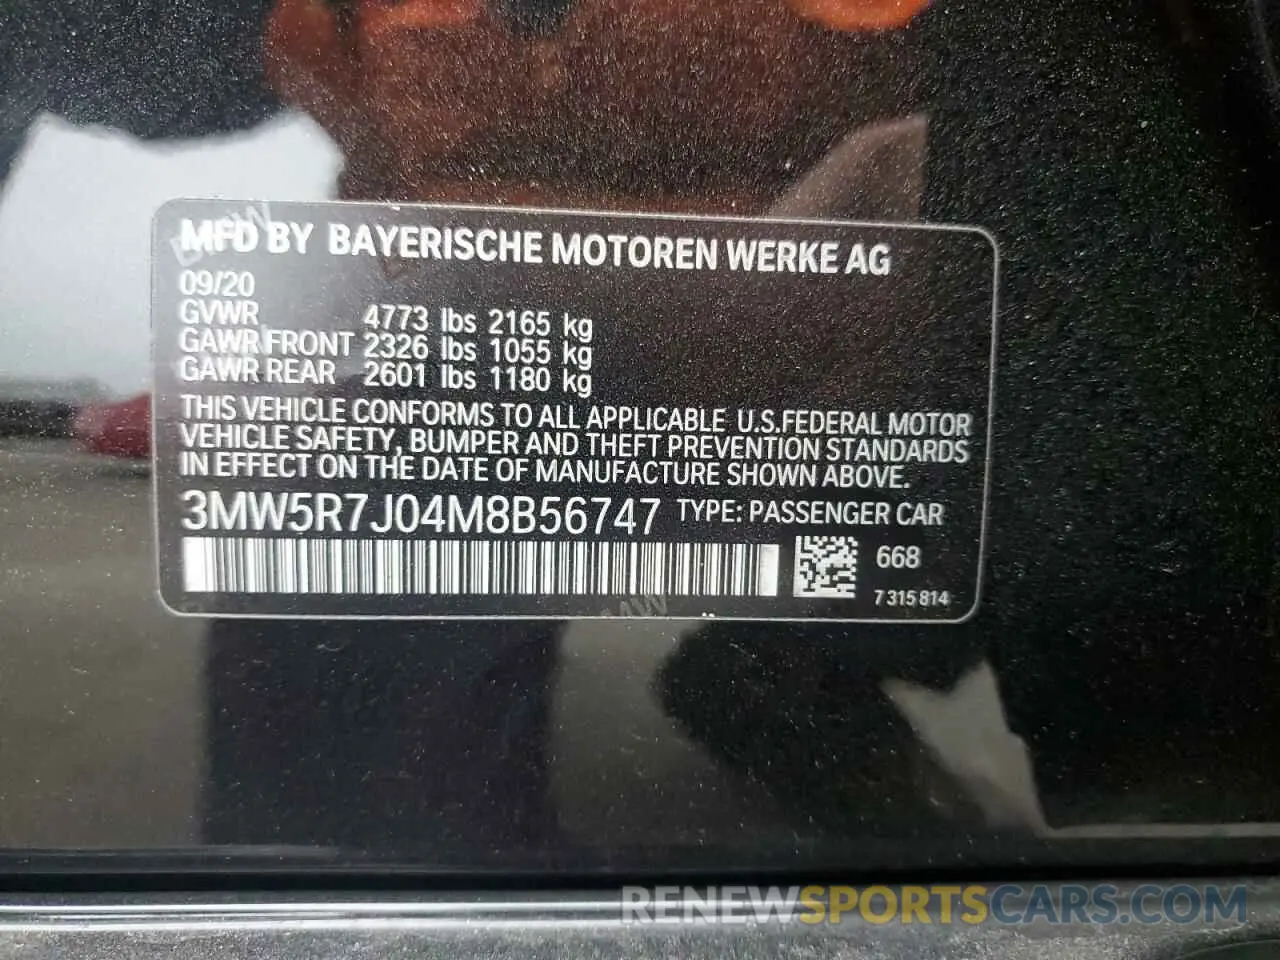 MFD BY BAYERISCHE MOTOREN WERKE AG
09/20
GVWR 4773 lbs 2165 kg
GAWR FRONT 2326 lbs 1055 kg
GAWR REAR 2601 lbs 1180 kg
THIS VEHICLE CONFORMS TO ALL APPLICABLE U.S.FEDERAL MOTOR
VEHICLE SAFETY, BUMPER AND THEFT PREVENTION STANDARDS
IN EFFECT ON THE DATE OF MANUFACTURE SHOWN ABOVE.
3MW5R7J04M8B56747 TYPE: PASSENGER CAR
668
7 315 814
RENEWSPORTSCARS.COM